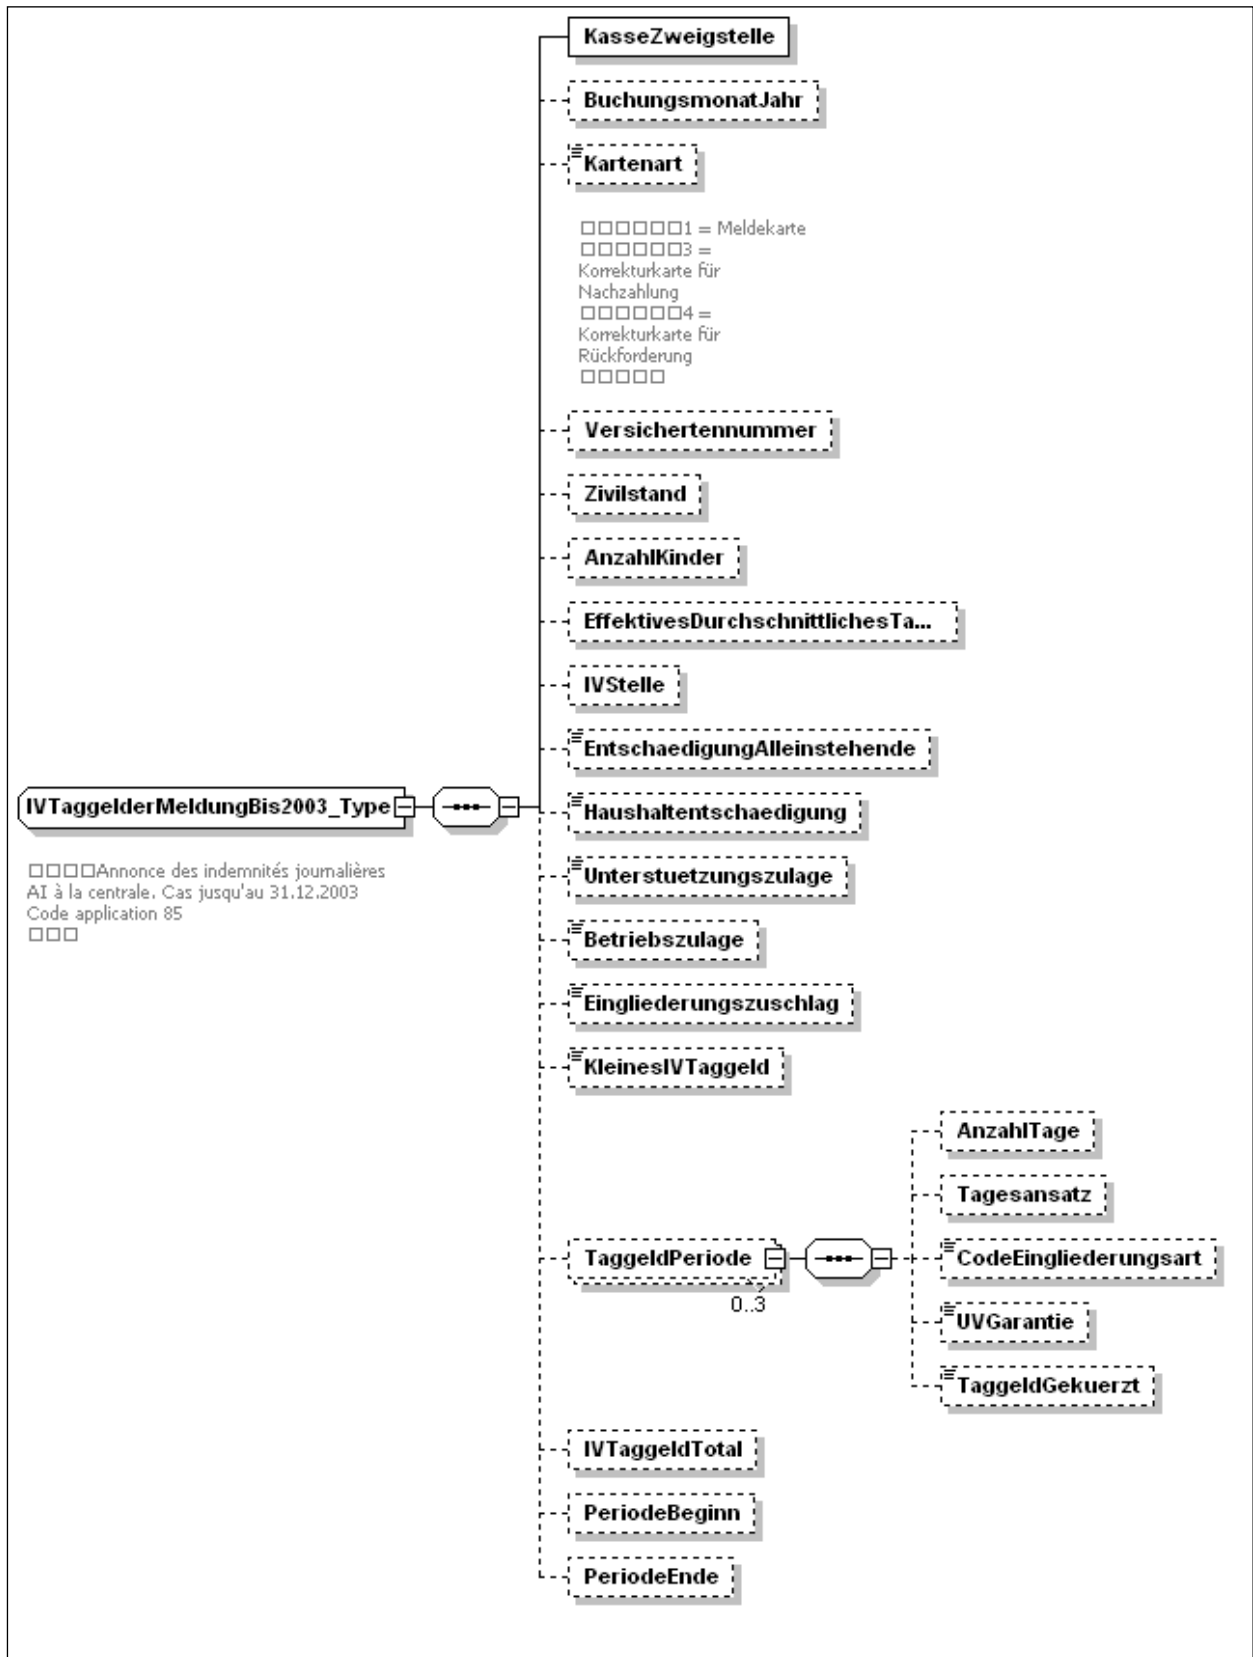 KasseZweigstelle
BuchungsmonatJahr
Kartenart
□□□□□□1 = Meldekarte
□□□□□□3 =
Korrekturkarte für
Nachzahlung
□□□□□□4 =
Korrekturkarte für
Rückforderung
□□□□□
Versichertennummer
Zivilstand
AnzahlKinder
EffektivesDurchschnittlichesTa...
IVStelle
EntschaedigungAlleinstehende
IVTaggelderMeldungBis2003_Type
Haushaltentschaedigung
□□□□Annonce des indemnités journalières
AI à la centrale. Cas jusqu'au 31.12.2003
Code application 85
□□□
Unterstuetzungszulage
Betriebszulage
Eingliederungszuschlag
KleinesIVTaggeld
TaggeldPeriode
0..3
AnzahlTage
Tagesansatz
CodeEingliederungsart
UVGarantie
TaggeldGekuerzt
IVTaggeldTotal
PeriodeBeginn
PeriodeEnde